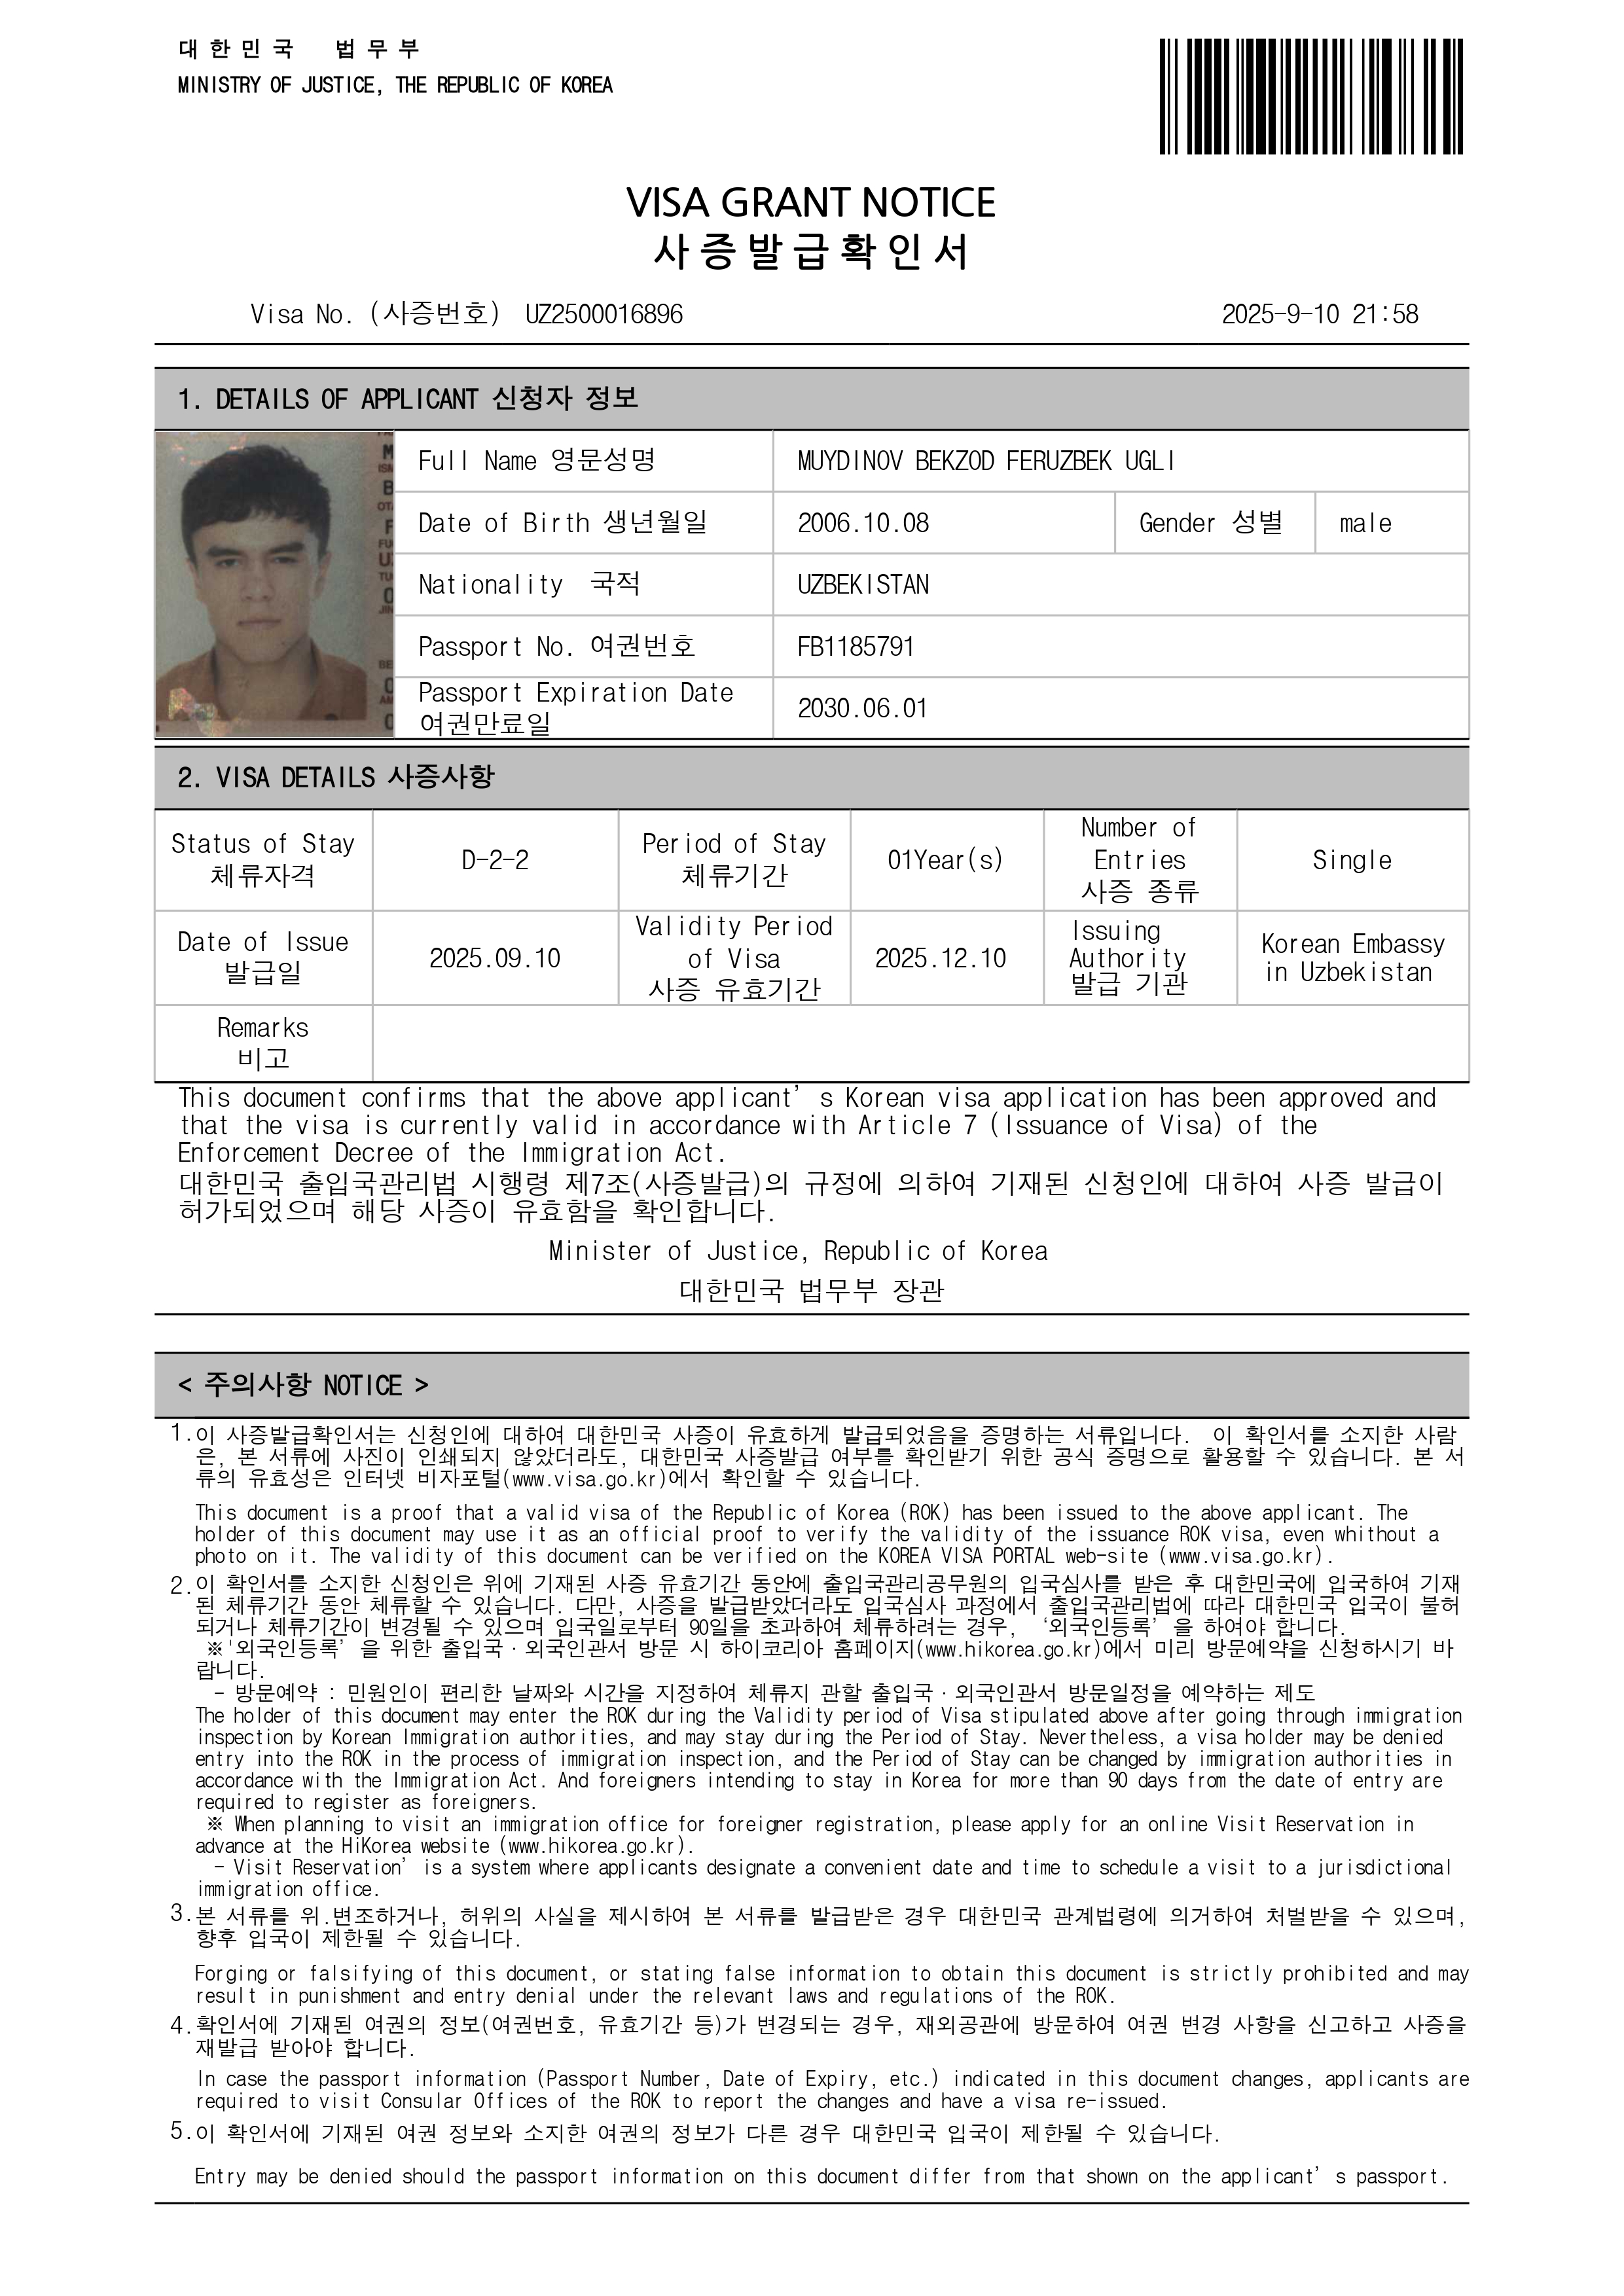 대 한 민 국 법 무 부
MINISTRY OF JUSTICE, THE REPUBLIC OF KOREA
VISA GRANT NOTICE
사 증 발 급 확 인 서
Visa No. (사증번호) UZ2500016896 2025-9-10 21:58
1. DETAILS OF APPLICANT 신청자 정보
Full Name 영문성명 MUYDINOV BEKZOD FERUZBEK UGLI
Date of Birth 생년월일 2006.10.08 Gender 성별 male
Nationality 국적 UZBEKISTAN
Passport No. 여권번호 FB1185791
Passport Expiration Date
여권만료일
2030.06.01
2. VISA DETAILS 사증사항
Status of Stay
체류자격
D-2-2
Period of Stay
체류기간
01Year(s)
Number of
Entries
사증 종류
Single
Date of Issue
발급일
2025.09.10
Validity Period
of Visa
사증 유효기간
2025.12.10
Issuing
Authority
발급 기관
Korean Embassy
in Uzbekistan
Remarks
비고
This document confirms that the above applicant’s Korean visa application has been approved and
that the visa is currently valid in accordance with Article 7 (Issuance of Visa) of the
Enforcement Decree of the Immigration Act.
대한민국 출입국관리법 시행령 제7조(사증발급)의 규정에 의하여 기재된 신청인에 대하여 사증 발급이
허가되었으며 해당 사증이 유효함을 확인합니다.
Minister of Justice, Republic of Korea
대한민국 법무부 장관
< 주의사항 NOTICE >
1. 이 사증발급확인서는 신청인에 대하여 대한민국 사증이 유효하게 발급되었음을 증명하는 서류입니다. 이 확인서를 소지한 사람
은, 본 서류에 사진이 인쇄되지 않았더라도, 대한민국 사증발급 여부를 확인받기 위한 공식 증명으로 활용할 수 있습니다. 본 서
류의 유효성은 인터넷 비자포털(www.visa.go.kr)에서 확인할 수 있습니다.
This document is a proof that a valid visa of the Republic of Korea (ROK) has been issued to the above applicant. The
holder of this document may use it as an official proof to verify the validity of the issuance ROK visa, even whithout a
photo on it. The validity of this document can be verified on the KOREA VISA PORTAL web-site (www.visa.go.kr).
2. 이 확인서를 소지한 신청인은 위에 기재된 사증 유효기간 동안에 출입국관리공무원의 입국심사를 받은 후 대한민국에 입국하여 기재
된 체류기간 동안 체류할 수 있습니다. 다만, 사증을 발급받았더라도 입국심사 과정에서 출입국관리법에 따라 대한민국 입국이 불허
되거나 체류기간이 변경될 수 있으며 입국일로부터 90일을 초과하여 체류하려는 경우, ‘외국인등록’을 하여야 합니다.
※'외국인등록’을 위한 출입국·외국인관서 방문 시 하이코리아 홈페이지(www.hikorea.go.kr)에서 미리 방문예약을 신청하시기 바
랍니다.
- 방문예약 : 민원인이 편리한 날짜와 시간을 지정하여 체류지 관할 출입국·외국인관서 방문일정을 예약하는 제도
The holder of this document may enter the ROK during the Validity period of Visa stipulated above after going through immigration
inspection by Korean Immigration authorities, and may stay during the Period of Stay. Nevertheless, a visa holder may be denied
entry into the ROK in the process of immigration inspection, and the Period of Stay can be changed by immigration authorities in
accordance with the Immigration Act. And foreigners intending to stay in Korea for more than 90 days from the date of entry are
required to register as foreigners.
※ When planning to visit an immigration office for foreigner registration, please apply for an online Visit Reservation in
advance at the HiKorea website (www.hikorea.go.kr).
- Visit Reservation’ is a system where applicants designate a convenient date and time to schedule a visit to a jurisdictional
immigration office.
3. 본 서류를 위.변조하거나, 허위의 사실을 제시하여 본 서류를 발급받은 경우 대한민국 관계법령에 의거하여 처벌받을 수 있으며,
향후 입국이 제한될 수 있습니다.
Forging or falsifying of this document, or stating false information to obtain this document is strictly prohibited and may
result in punishment and entry denial under the relevant laws and regulations of the ROK.
4. 확인서에 기재된 여권의 정보(여권번호, 유효기간 등)가 변경되는 경우, 재외공관에 방문하여 여권 변경 사항을 신고하고 사증을
재발급 받아야 합니다.
In case the passport information (Passport Number, Date of Expiry, etc.) indicated in this document changes, applicants are
required to visit Consular Offices of the ROK to report the changes and have a visa re-issued.
5. 이 확인서에 기재된 여권 정보와 소지한 여권의 정보가 다른 경우 대한민국 입국이 제한될 수 있습니다.
Entry may be denied should the passport information on this document differ from that shown on the applicant’s passport.